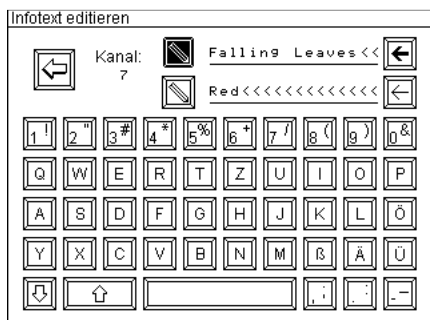 Infotext editieren
Kanal: Falling Leaves<<
7
Red<<<<<<<<<<<<<
1 ! 2 " 3 # 4 * 5 % 6 + 7 / 8 ( 9 ) 0 &
Q W E R T Z U I O P
A S D F G H J K L Ö
Y X C V B N M ß Ä Ü
, ; . : - _